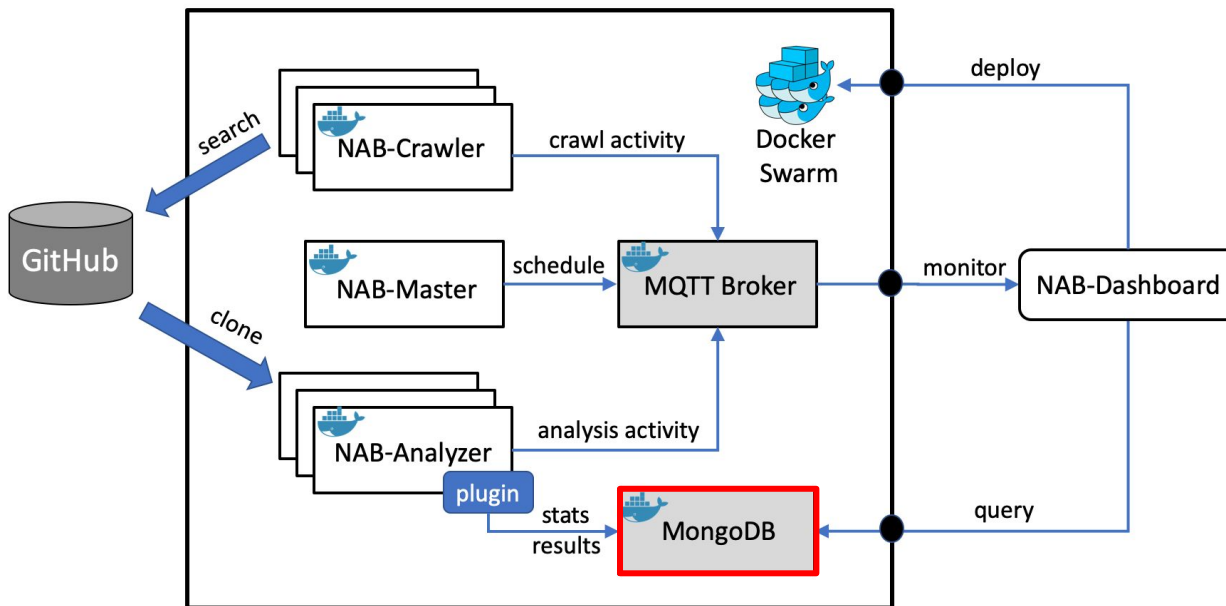 deploy
search
NAB-Crawler
crawl activity
Docker
Swarm
GitHub
NAB-Master
schedule
MQTT Broker
monitor
NAB-Dashboard
clone
NAB-Analyzer
analysis activity
plugin
stats
results
MongoDB
query